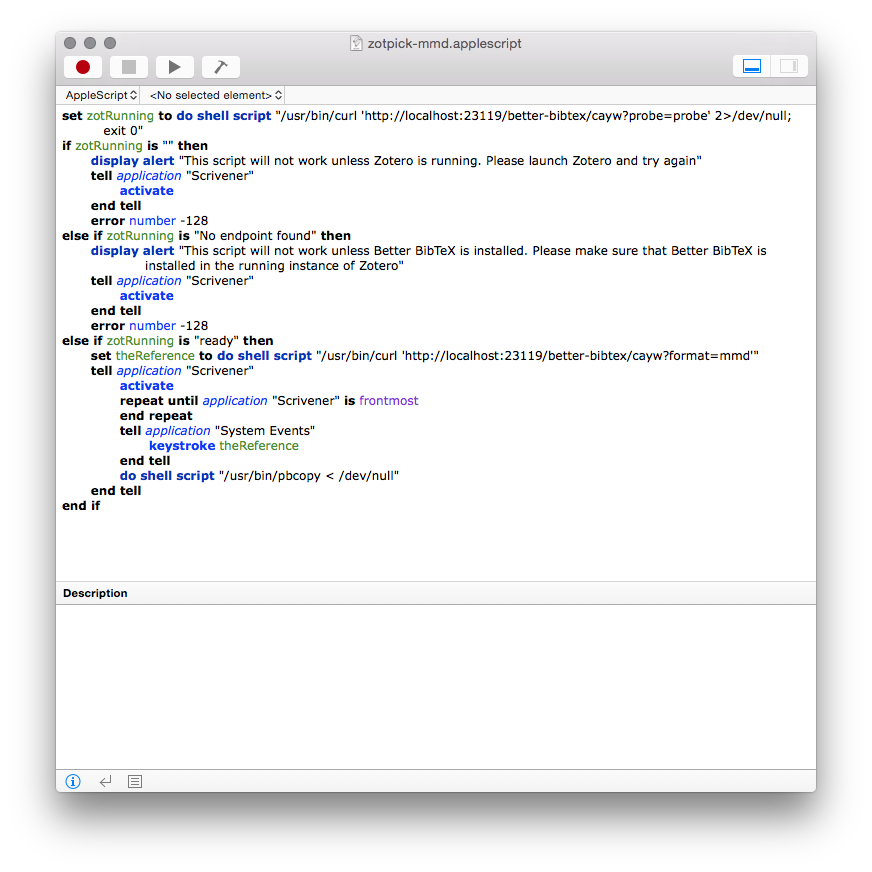 zotpick-mmd.applescript
AppleScript <No selected element>
set zotRunning to do shell script "/usr/bin/curl 'http://localhost:23119/better-bibtex/cayw?probe=probe' 2>/dev/null;
exit 0"
if zotRunning is "" then
display alert "This script will not work unless Zotero is running. Please launch Zotero and try again"
tell application "Scrivener"
activate
end tell
error number -128
else if zotRunning is "No endpoint found" then
display alert "This script will not work unless Better BibTeX is installed. Please make sure that Better BibTeX is
installed in the running instance of Zotero"
tell application "Scrivener"
activate
end tell
error number -128
else if zotRunning is "ready" then
set theReference to do shell script "/usr/bin/curl 'http://localhost:23119/better-bibtex/cayw?format=mmd'"
tell application "Scrivener"
activate
repeat until application "Scrivener" is frontmost
end repeat
tell application "System Events"
keystroke theReference
end tell
do shell script "/usr/bin/pbcopy < /dev/null"
end tell
end if
Description